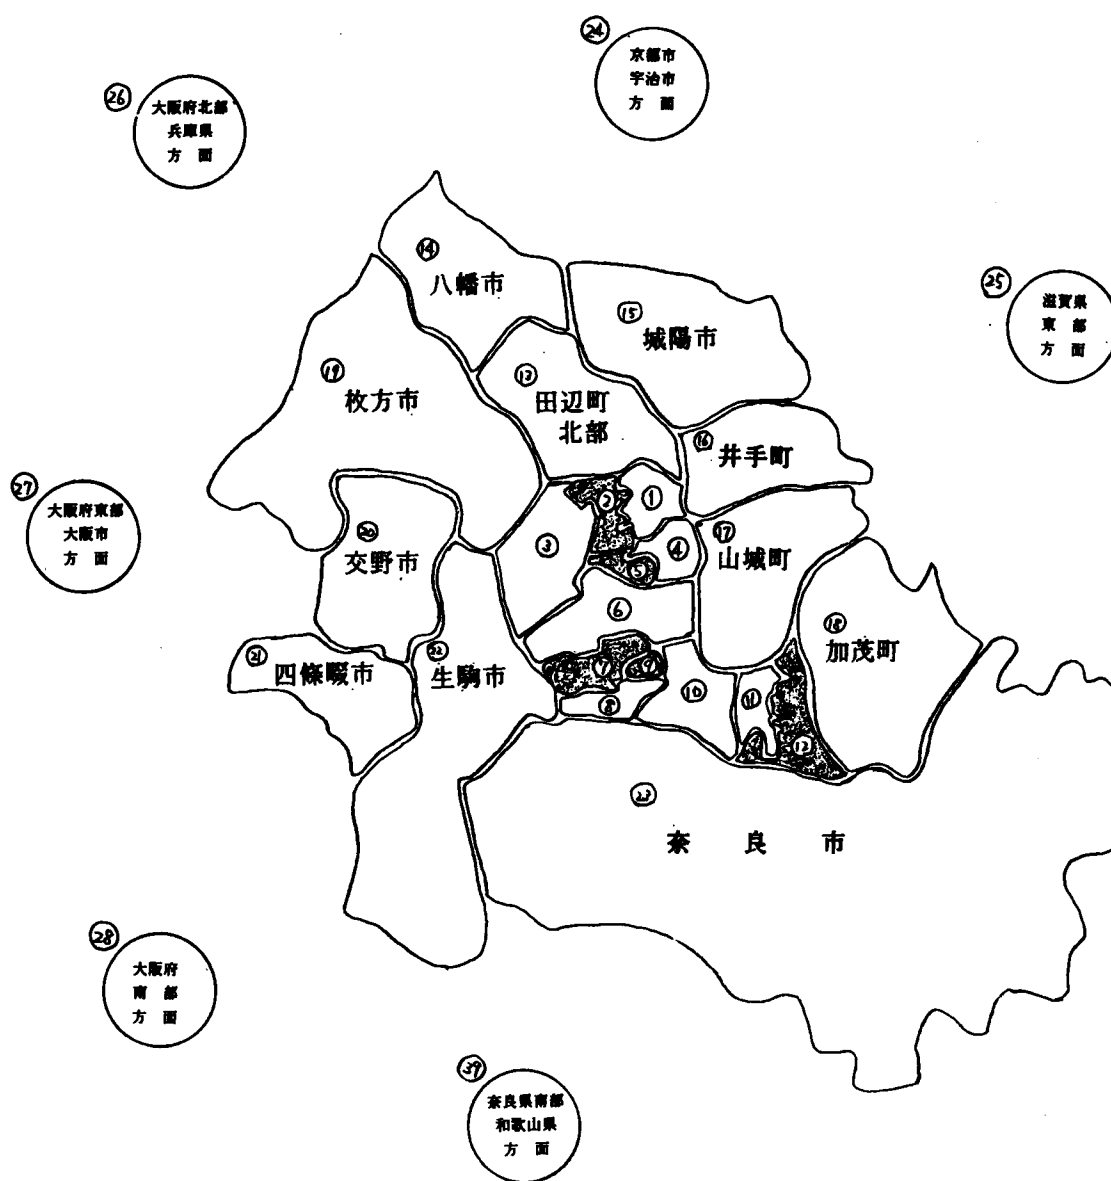 ㉔
京都市
宇治市
方面
㉖
大阪府北部
兵庫県
方面
⑭
八幡市
㉕
滋賀県
東部
方面
⑮
城陽市
⑲
枚方市
⑬
田辺町
北部
⑯
井手町
㉗
大阪府東部
大阪市
方面
②
①
⑳
交野市
③
④
⑤
⑰
山城町
⑥
⑱
加茂町
㉑
四條畷市
㉒
生駒市
⑦
⑧
⑩
⑪
⑫
㉓
奈良市
㉘
大阪府
南部
方面
㊴
奈良県南部
和歌山県
方面